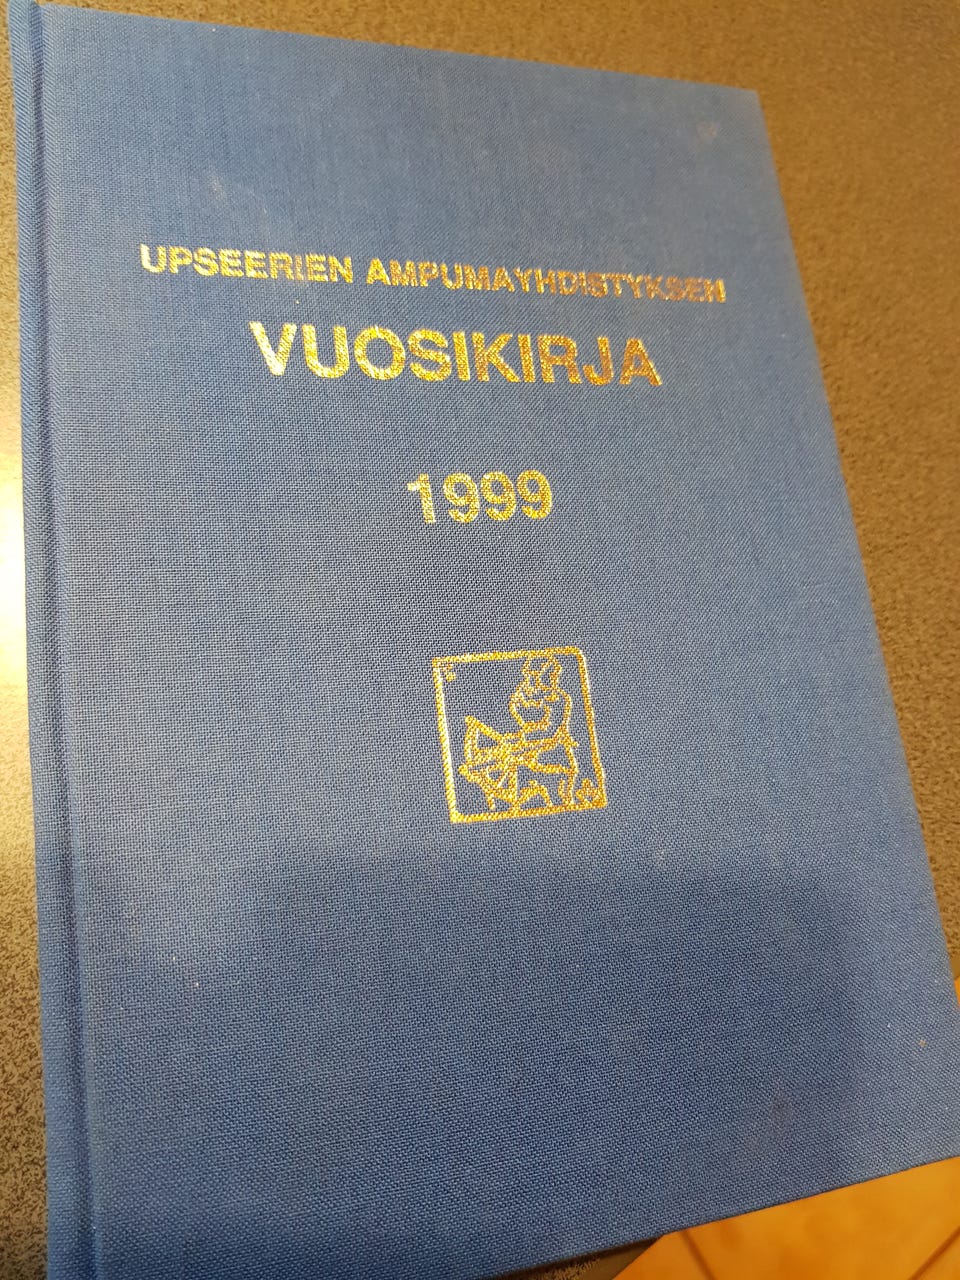 UPSEERIEN AMPUMAYHDISTYKSEN
VUOSIKIRJA
1999